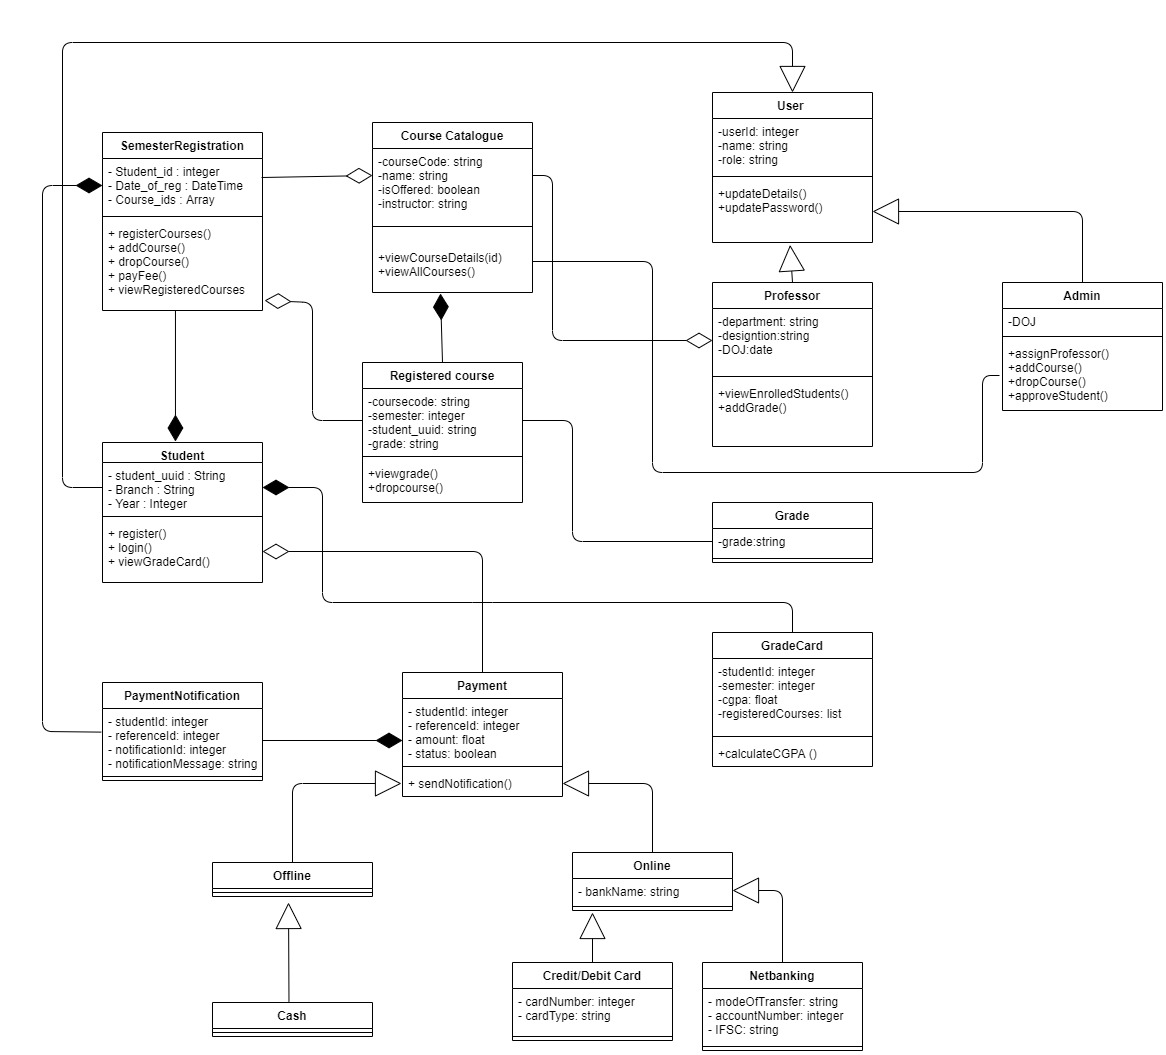 User
-userId: integer
-name: string
-role: string
+updateDetails()
+updatePassword()
SemesterRegistration
- Student_id : integer
- Date_of_reg : DateTime
- Course_ids : Array
+ registerCourses()
+ addCourse()
+ dropCourse()
+ payFee()
+ viewRegisteredCourses
Course Catalogue
-courseCode: string
-name: string
-isOffered: boolean
-instructor: string
+viewCourseDetails(id)
+viewAllCourses()
Professor
-department: string
-designtion:string
-DOJ:date
+viewEnrolledStudents()
+addGrade()
Admin
-DOJ
+assignProfessor()
+addCourse()
+dropCourse()
+approveStudent()
Registered course
-coursecode: string
-semester: integer
-student_uuid: string
-grade: string
+viewgrade()
+dropcourse()
Student
- student_uuid : String
- Branch : String
- Year : Integer
+ register()
+ login()
+ viewGradeCard()
Grade
-grade:string
GradeCard
-studentId: integer
-semester: integer
-cgpa: float
-registeredCourses: list
+calculateCGPA ()
PaymentNotification
- studentId: integer
- referenceId: integer
- notificationId: integer
- notificationMessage: string
Payment
- studentId: integer
- referenceId: integer
- amount: float
- status: boolean
+ sendNotification()
Offline
Online
- bankName: string
Cash
Credit/Debit Card
- cardNumber: integer
- cardType: string
Netbanking
- modeOfTransfer: string
- accountNumber: integer
- IFSC: string